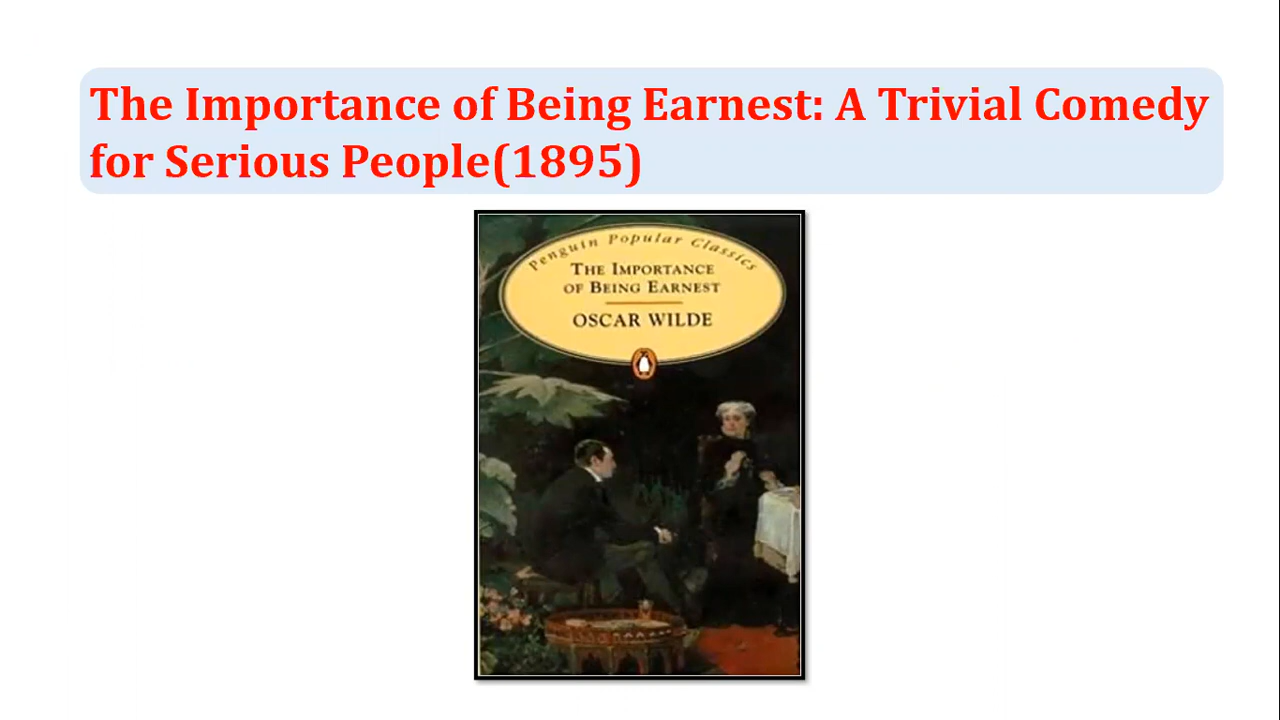 The Importance of Being Earnest: A Trivial Comedy
for Serious People(1895)
Penguin Popular Classics
THE IMPORTANCE
OF BEING EARNEST
OSCAR WILDE